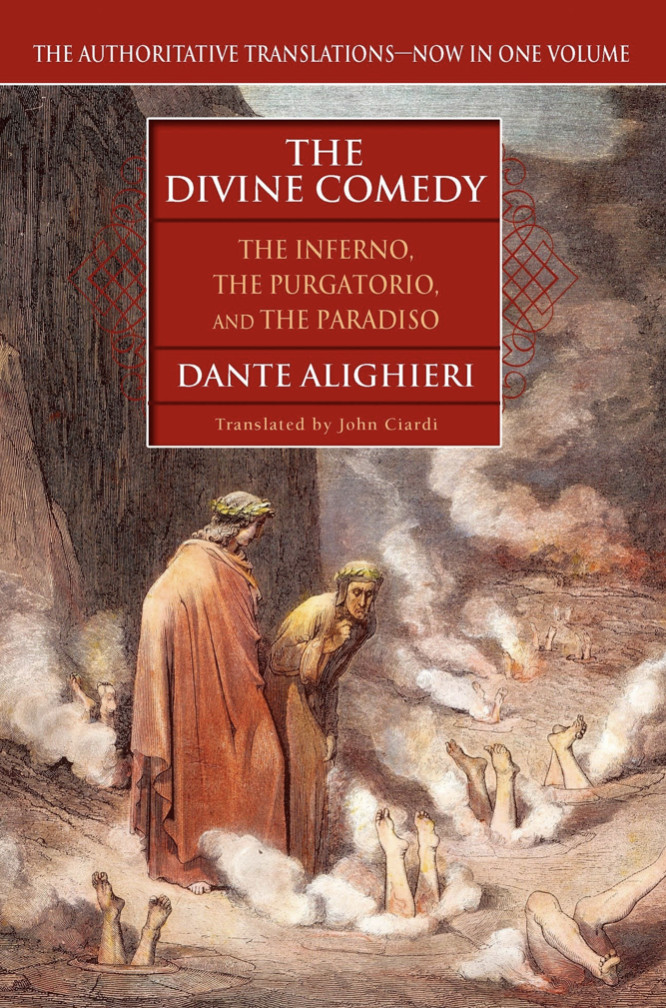 THE AUTHORITATIVE TRANSLATIONS—NOW IN ONE VOLUME
THE
DIVINE COMEDY
THE INFERNO,
THE PURGATORIO,
AND THE PARADISO
DANTE ALIGHIERI
Translated by John Ciardi